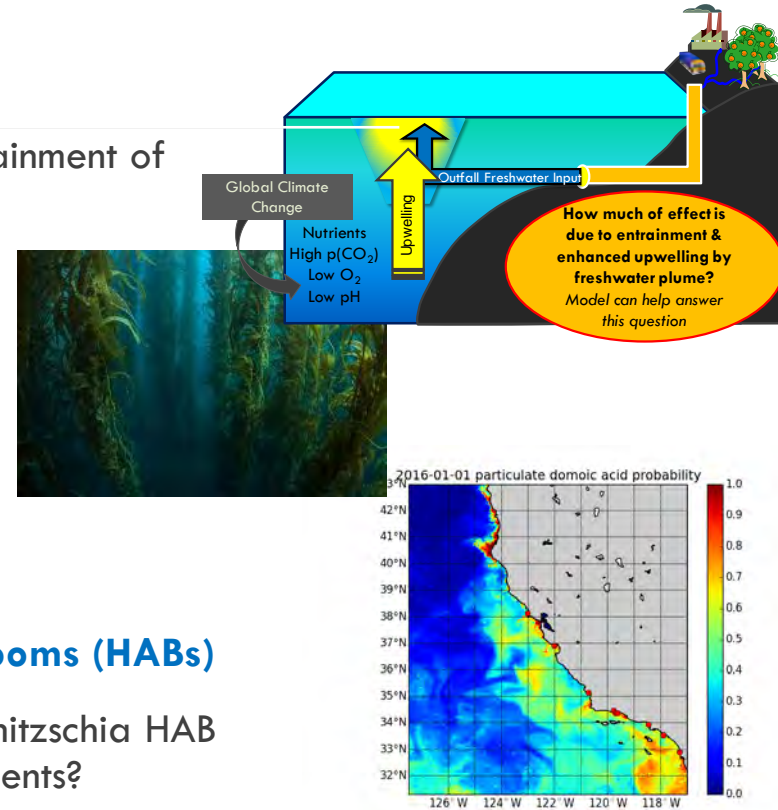 ainment of
Global Climate
Change
Nutrients
High p(CO₂)
Low O₂
Low pH
Upwelling
Outfall Freshwater Input
How much of effect is
due to entrainment &
enhanced upwelling by
freshwater plume?
Model can help answer
this question
2016-01-01 particulate domoic acid probability
3°N
42°N
41°N
40°N
39°N
38°N
37°N
36°N
35°N
34°N
33°N
32°N
126°W 124°W 122°W 120°W 118°W
1.0
0.9
0.8
0.7
0.6
0.5
0.4
0.3
0.2
0.1
0.0
ooms (HABs)
nitzschia HAB
ents?